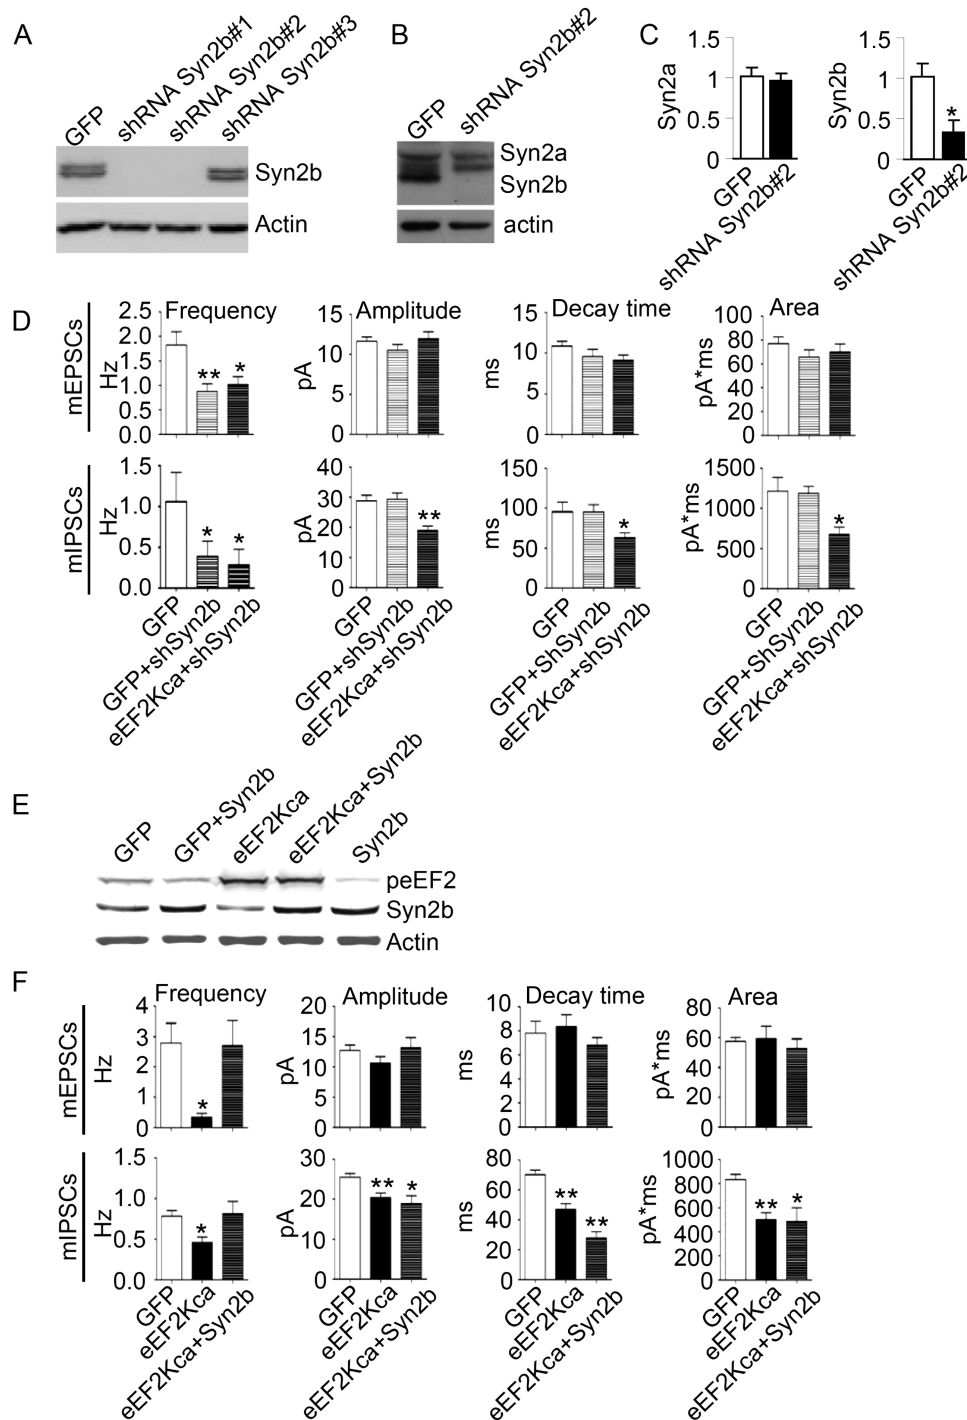 A
GFP
shRNA Syn2b#1
shRNA Syn2b#2
shRNA Syn2b#3
Syn2b
Actin
B
GFP
shRNA Syn2b#2
Syn2a
Syn2b
actin
C
Syn2a
1.5
1
0.5
0
GFP
shRNA Syn2b#2
Syn2b
1.5
1
0.5
0
*
GFP
shRNA Syn2b#2
D
mEPSCs
Frequency
Hz
2.5
2.0
1.5
1.0
0.5
0.0
** *
Amplitude
pA
15
10
5
0
Decay time
ms
15
10
5
0
Area
pA*ms
100
80
60
40
20
0
mIPSCs
Hz
1.5
1.0
0.5
0.0
* *
GFP
GFP+shSyn2b
eEF2Kca+shSyn2b
pA
40
30
20
10
0
**
GFP
GFP+shSyn2b
eEF2Kca+shSyn2b
ms
150
100
50
0
*
GFP
GFP+ShSyn2b
eEF2Kca+shSyn2b
pA*ms
1500
1000
500
0
*
GFP
GFP+ShSyn2b
eEF2Kca+shSyn2b
E
GFP
GFP+Syn2b
eEF2Kca
eEF2Kca+Syn2b
Syn2b
peEF2
Syn2b
Actin
F
mEPSCs
Frequency
Hz
4
3
2
1
0
*
Amplitude
pA
20
15
10
5
0
Decay time
ms
10
8
6
4
2
0
Area
pA*ms
80
60
40
20
0
mIPSCs
Hz
1.5
1.0
0.5
0.0
*
GFP
eEF2Kca
eEF2Kca+Syn2b
pA
30
20
10
0
** *
GFP
eEF2Kca
eEF2Kca+Syn2b
ms
80
60
40
20
0
** **
GFP
eEF2Kca
eEF2Kca+Syn2b
pA*ms
1000
800
600
400
200
0
** *
GFP
eEF2Kca
eEF2Kca+Syn2b